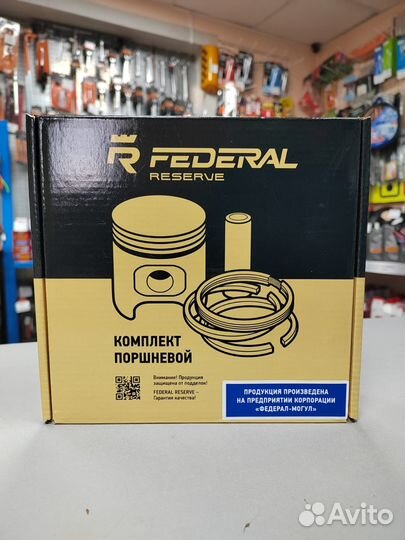 FEDERAL
RESERVE
КОМПЛЕКТ
ПОРШНЕВОЙ
Внимание! Продукция
защищена от подделок!
FEDERAL RESERVE –
Гарантия качества!
ПРОДУКЦИЯ ПРОИЗВЕДЕНА
НА ПРЕДПРИЯТИИ КОРПОРАЦИИ
«ФЕДЕРАЛ-МОГУЛ»
Avito